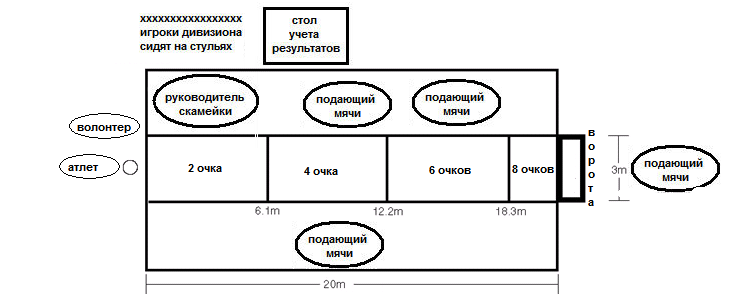 xxxxxxxxxxxxxxxxx
игроки дивизиона
сидят на стульях
стол
учета
результатов
руководитель
скамейки
подающий
мячи
подающий
мячи
волонтер
атлет
2 очка
4 очка
6 очков
8 очков
ворота
3m
подающий
мячи
6.1m
12.2m
18.3m
подающий
мячи
20m